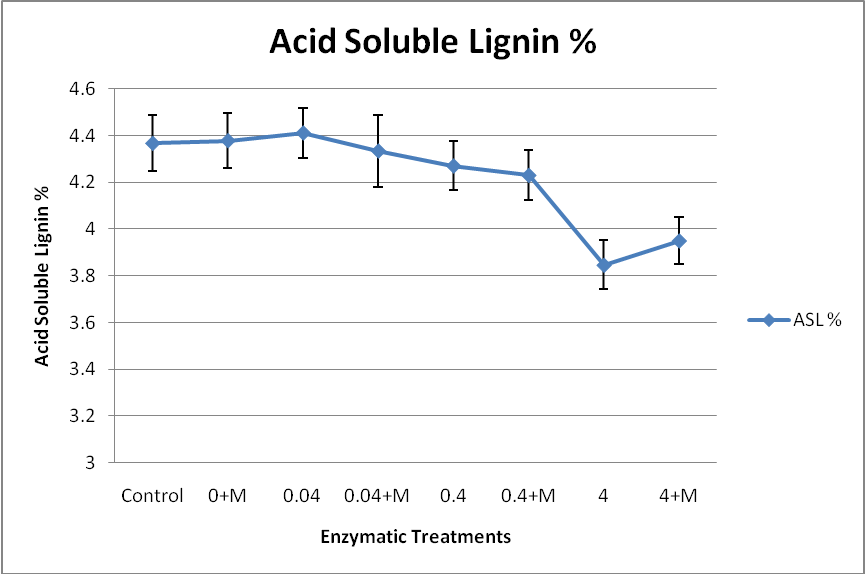 Acid Soluble Lignin %
4.6
4.4
4.2
4
3.8
3.6
3.4
3.2
3
Acid Soluble Lignin %
Control 0+M 0.04 0.04+M 0.4 0.4+M 4 4+M
Enzymatic Treatments
ASL %